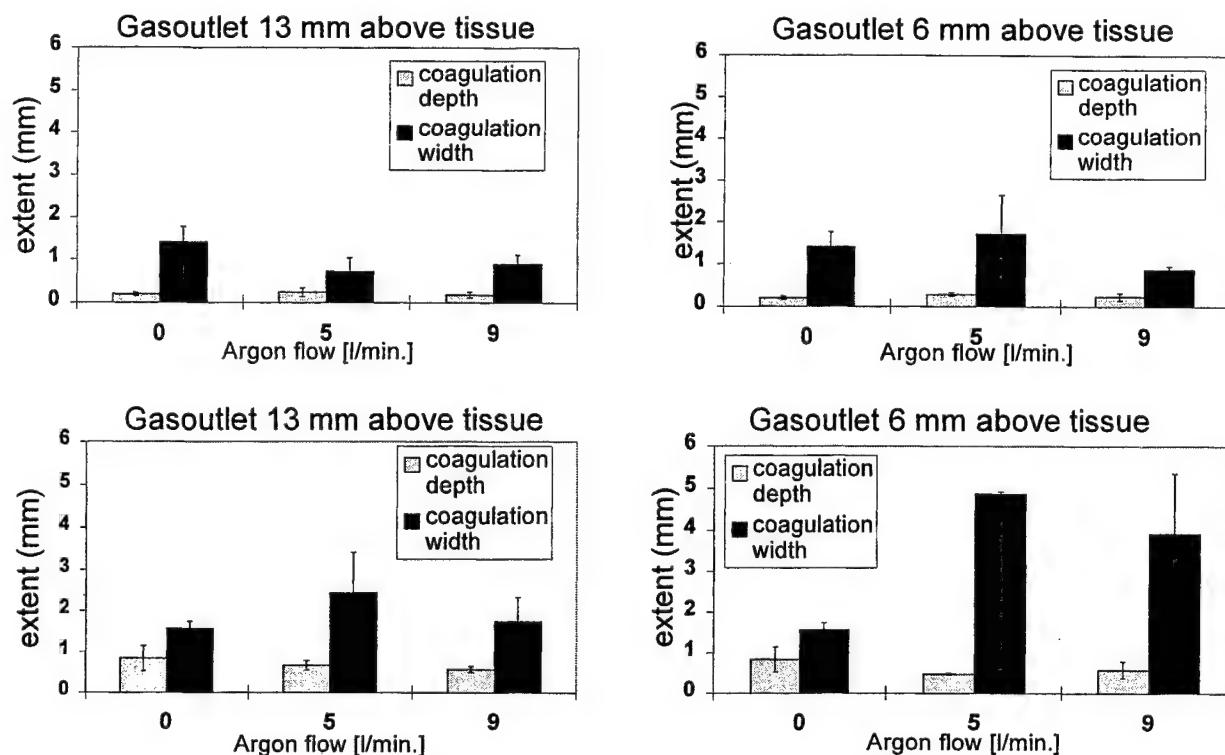 Gasoutlet 13 mm above tissue
6
5
4
3
2
1
0
extent (mm)
coagulation
depth
coagulation
width
0 5 9
Argon flow [l/min.]
Gasoutlet 6 mm above tissue
6
5
4
3
2
1
0
extent (mm)
coagulation
depth
coagulation
width
0 5 9
Argon flow [l/min.]
Gasoutlet 13 mm above tissue
6
5
4
3
2
1
0
extent (mm)
coagulation
depth
coagulation
width
0 5 9
Argon flow [l/min.]
Gasoutlet 6 mm above tissue
6
5
4
3
2
1
0
extent (mm)
coagulation
depth
coagulation
width
0 5 9
Argon flow [l/min.]